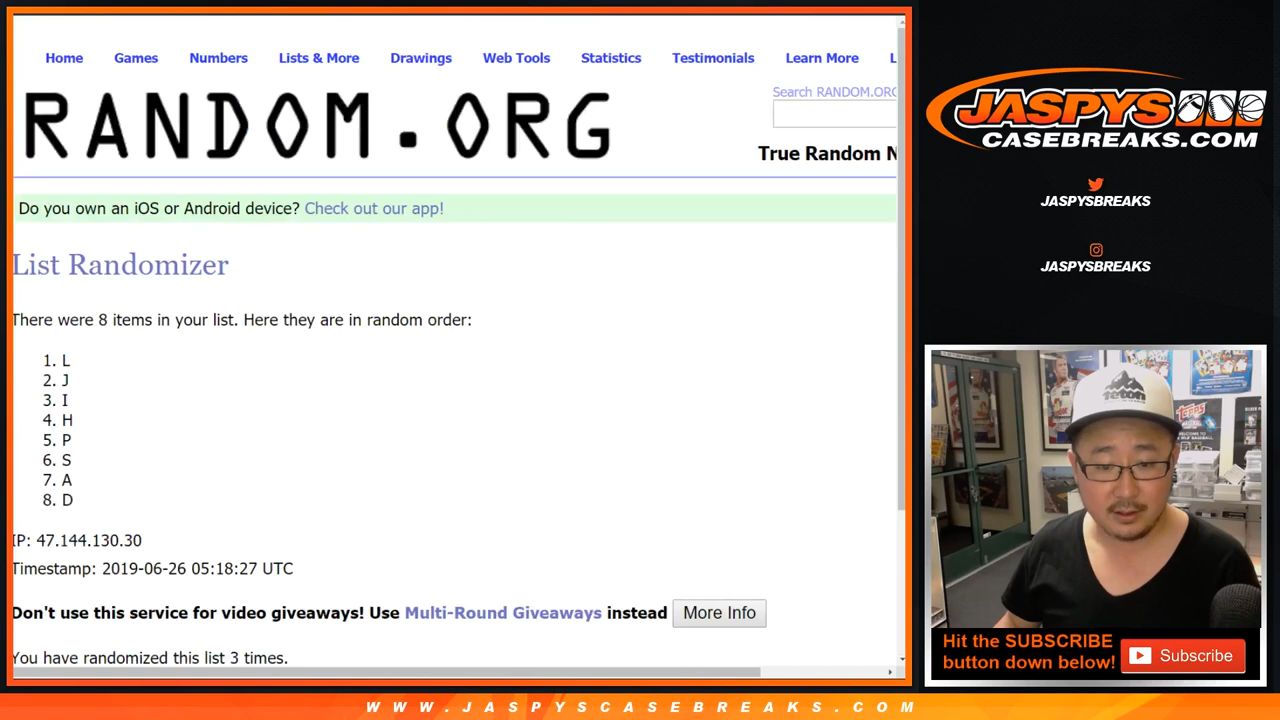 Home Games Numbers Lists & More Drawings Web Tools Statistics Testimonials Learn More L
RANDOM.ORG
Search RANDOM.ORG
True Random N
Do you own an iOS or Android device? Check out our app!
List Randomizer
There were 8 items in your list. Here they are in random order:
1. L
2. J
3. I
4. H
5. P
6. S
7. A
8. D
IP: 47.144.130.30
Timestamp: 2019-06-26 05:18:27 UTC
Don't use this service for video giveaways! Use Multi-Round Giveaways instead More Info
You have randomized this list 3 times.
JASPYS
CASEBREAKS.COM
JASPYSBREAKS
JASPYSBREAKS
teton
TOPPS
Hit the SUBSCRIBE
button down below!
Subscribe
WWW.JASPYSCASEBREAKS.COM